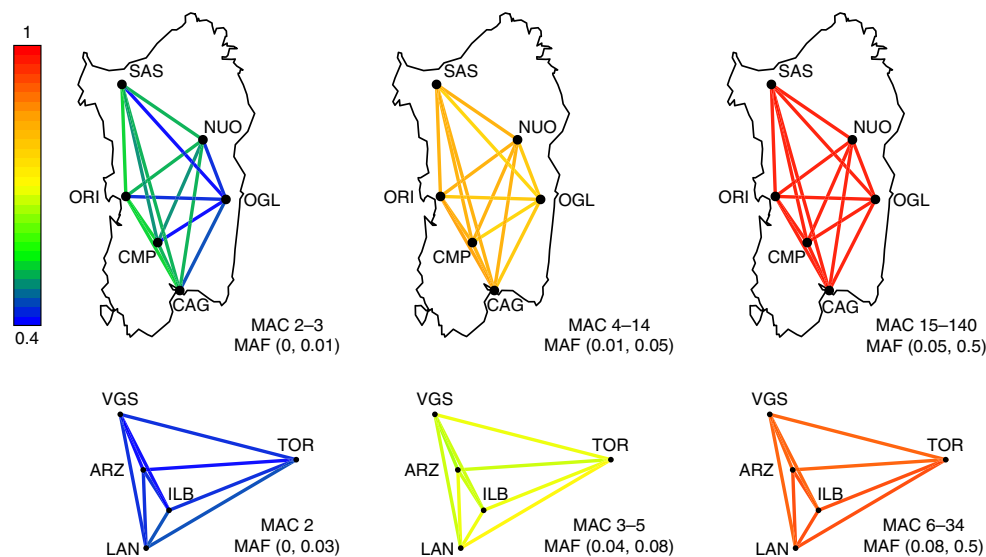 1
0.4
SAS
NUO
ORI
OGL
CMP
CAG
MAC 2–3
MAF (0, 0.01)
SAS
NUO
ORI
OGL
CMP
CAG
MAC 4–14
MAF (0.01, 0.05)
SAS
NUO
ORI
OGL
CMP
CAG
MAC 15–140
MAF (0.05, 0.5)
VGS
TOR
ARZ
ILB
LAN
MAC 2
MAF (0, 0.03)
VGS
TOR
ARZ
ILB
LAN
MAC 3–5
MAF (0.04, 0.08)
VGS
TOR
ARZ
ILB
LAN
MAC 6–34
MAF (0.08, 0.5)